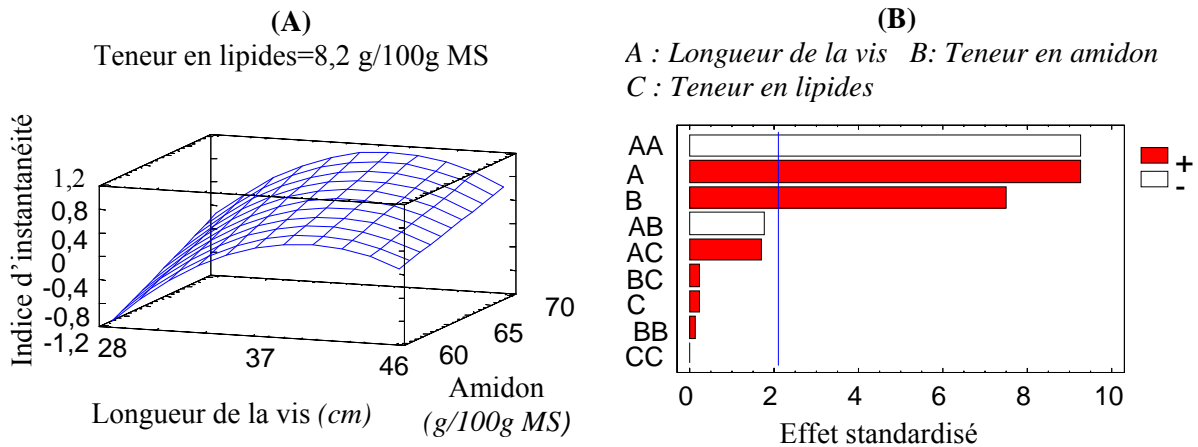 (A)
Teneur en lipides=8,2 g/100g MS
Indice d'instantanéité
1,2
0,8
0,4
0
-0,4
-0,8
-1,2
28
37
46
60
65
70
Longueur de la vis (cm)
Amidon
(g/100g MS)
(B)
A : Longueur de la vis B: Teneur en amidon
C : Teneur en lipides
AA
A
B
AB
AC
BC
C
BB
CC
+
-
0 2 4 6 8 10
Effet standardisé